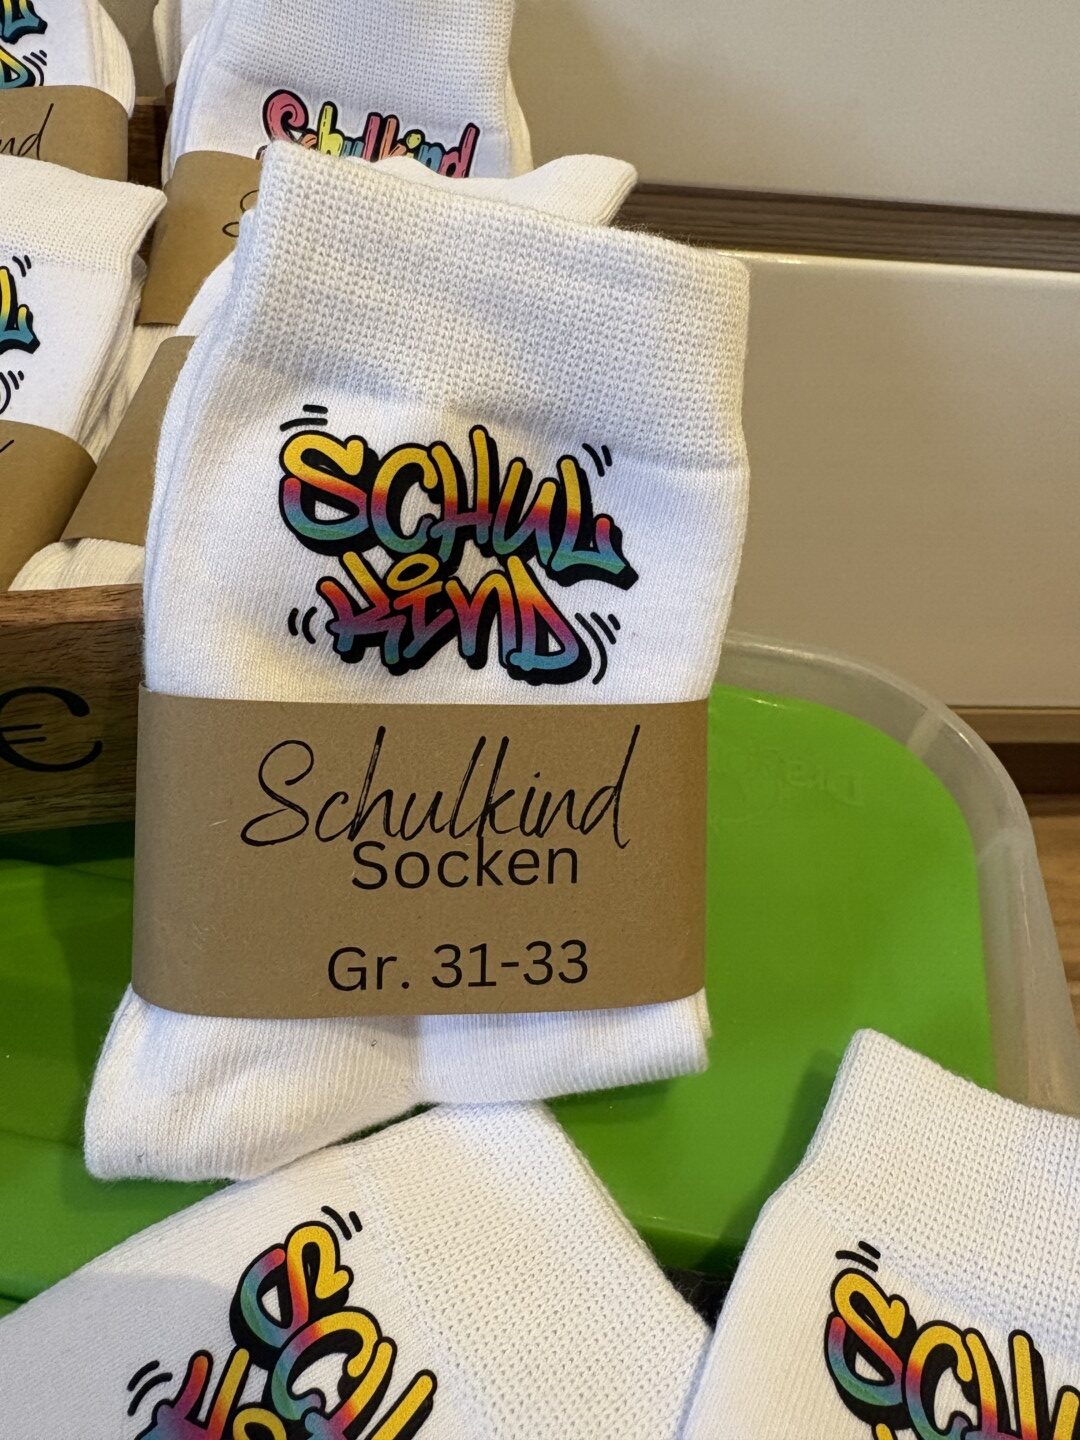 Schulkind
SCHUL
KinD
€
Schulkind
Socken
Gr. 31-33